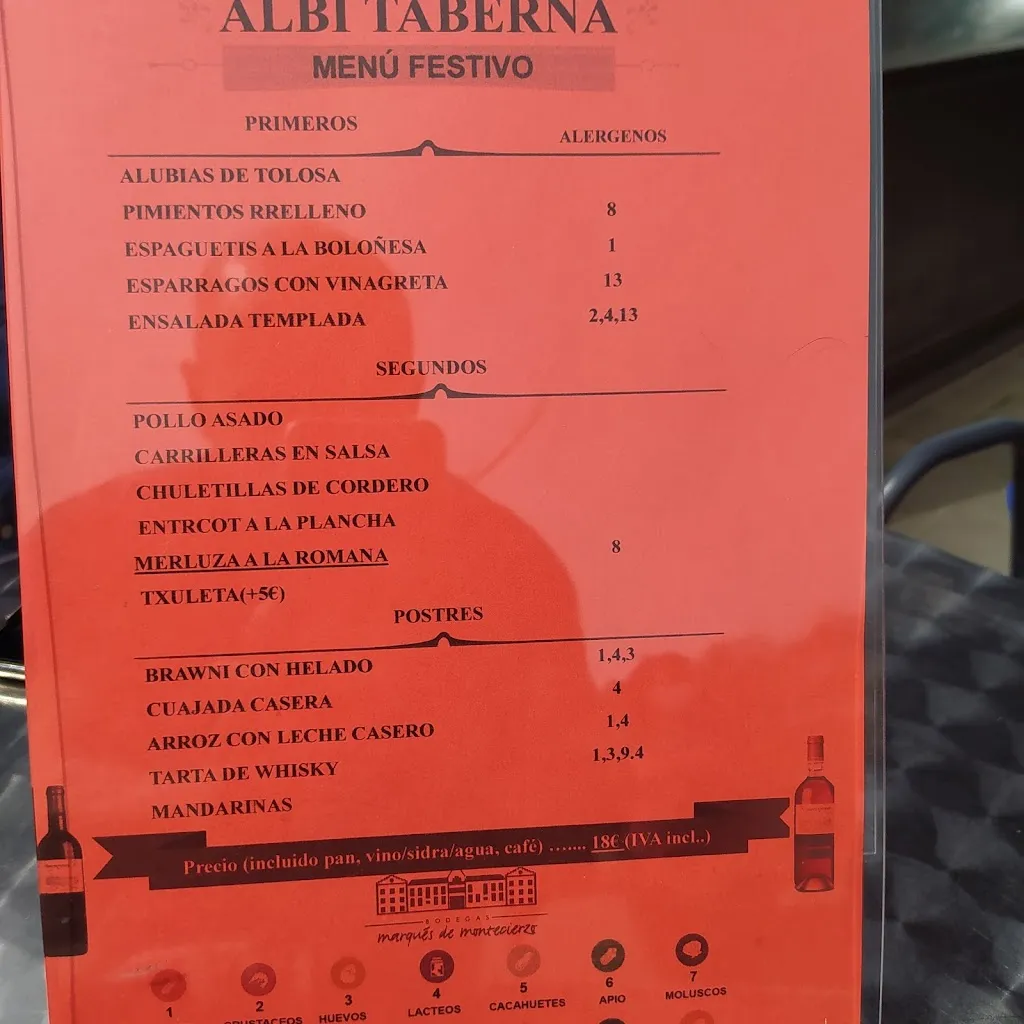 ALBI TABERNA
MENÚ FESTIVO
PRIMEROS ALERGENOS
ALUBIAS DE TOLOSA
PIMIENTOS RRELLENO 8
ESPAGUETIS A LA BOLOÑESA 1
ESPARRAGOS CON VINAGRETA 13
ENSALADA TEMPLADA 2,4,13
SEGUNDOS
POLLO ASADO
CARRILLERAS EN SALSA
CHULETILLAS DE CORDERO
ENTRCOT A LA PLANCHA
MERLUZA A LA ROMANA 8
TXULETA(+5€)
POSTRES
BRAWNI CON HELADO 1,4,3
CUAJADA CASERA 4
ARROZ CON LECHE CASERO 1,4
TARTA DE WHISKY 1,3,9.4
MANDARINAS
Precio (incluido pan, vino/sidra/agua, café) ….... 18€ (IVA incl..)
BODEGAS
marqués de montecierzo
1 2 3 4 5 6 7
CRUSTACEOS HUEVOS LACTEOS CACAHUETES APIO MOLUSCOS